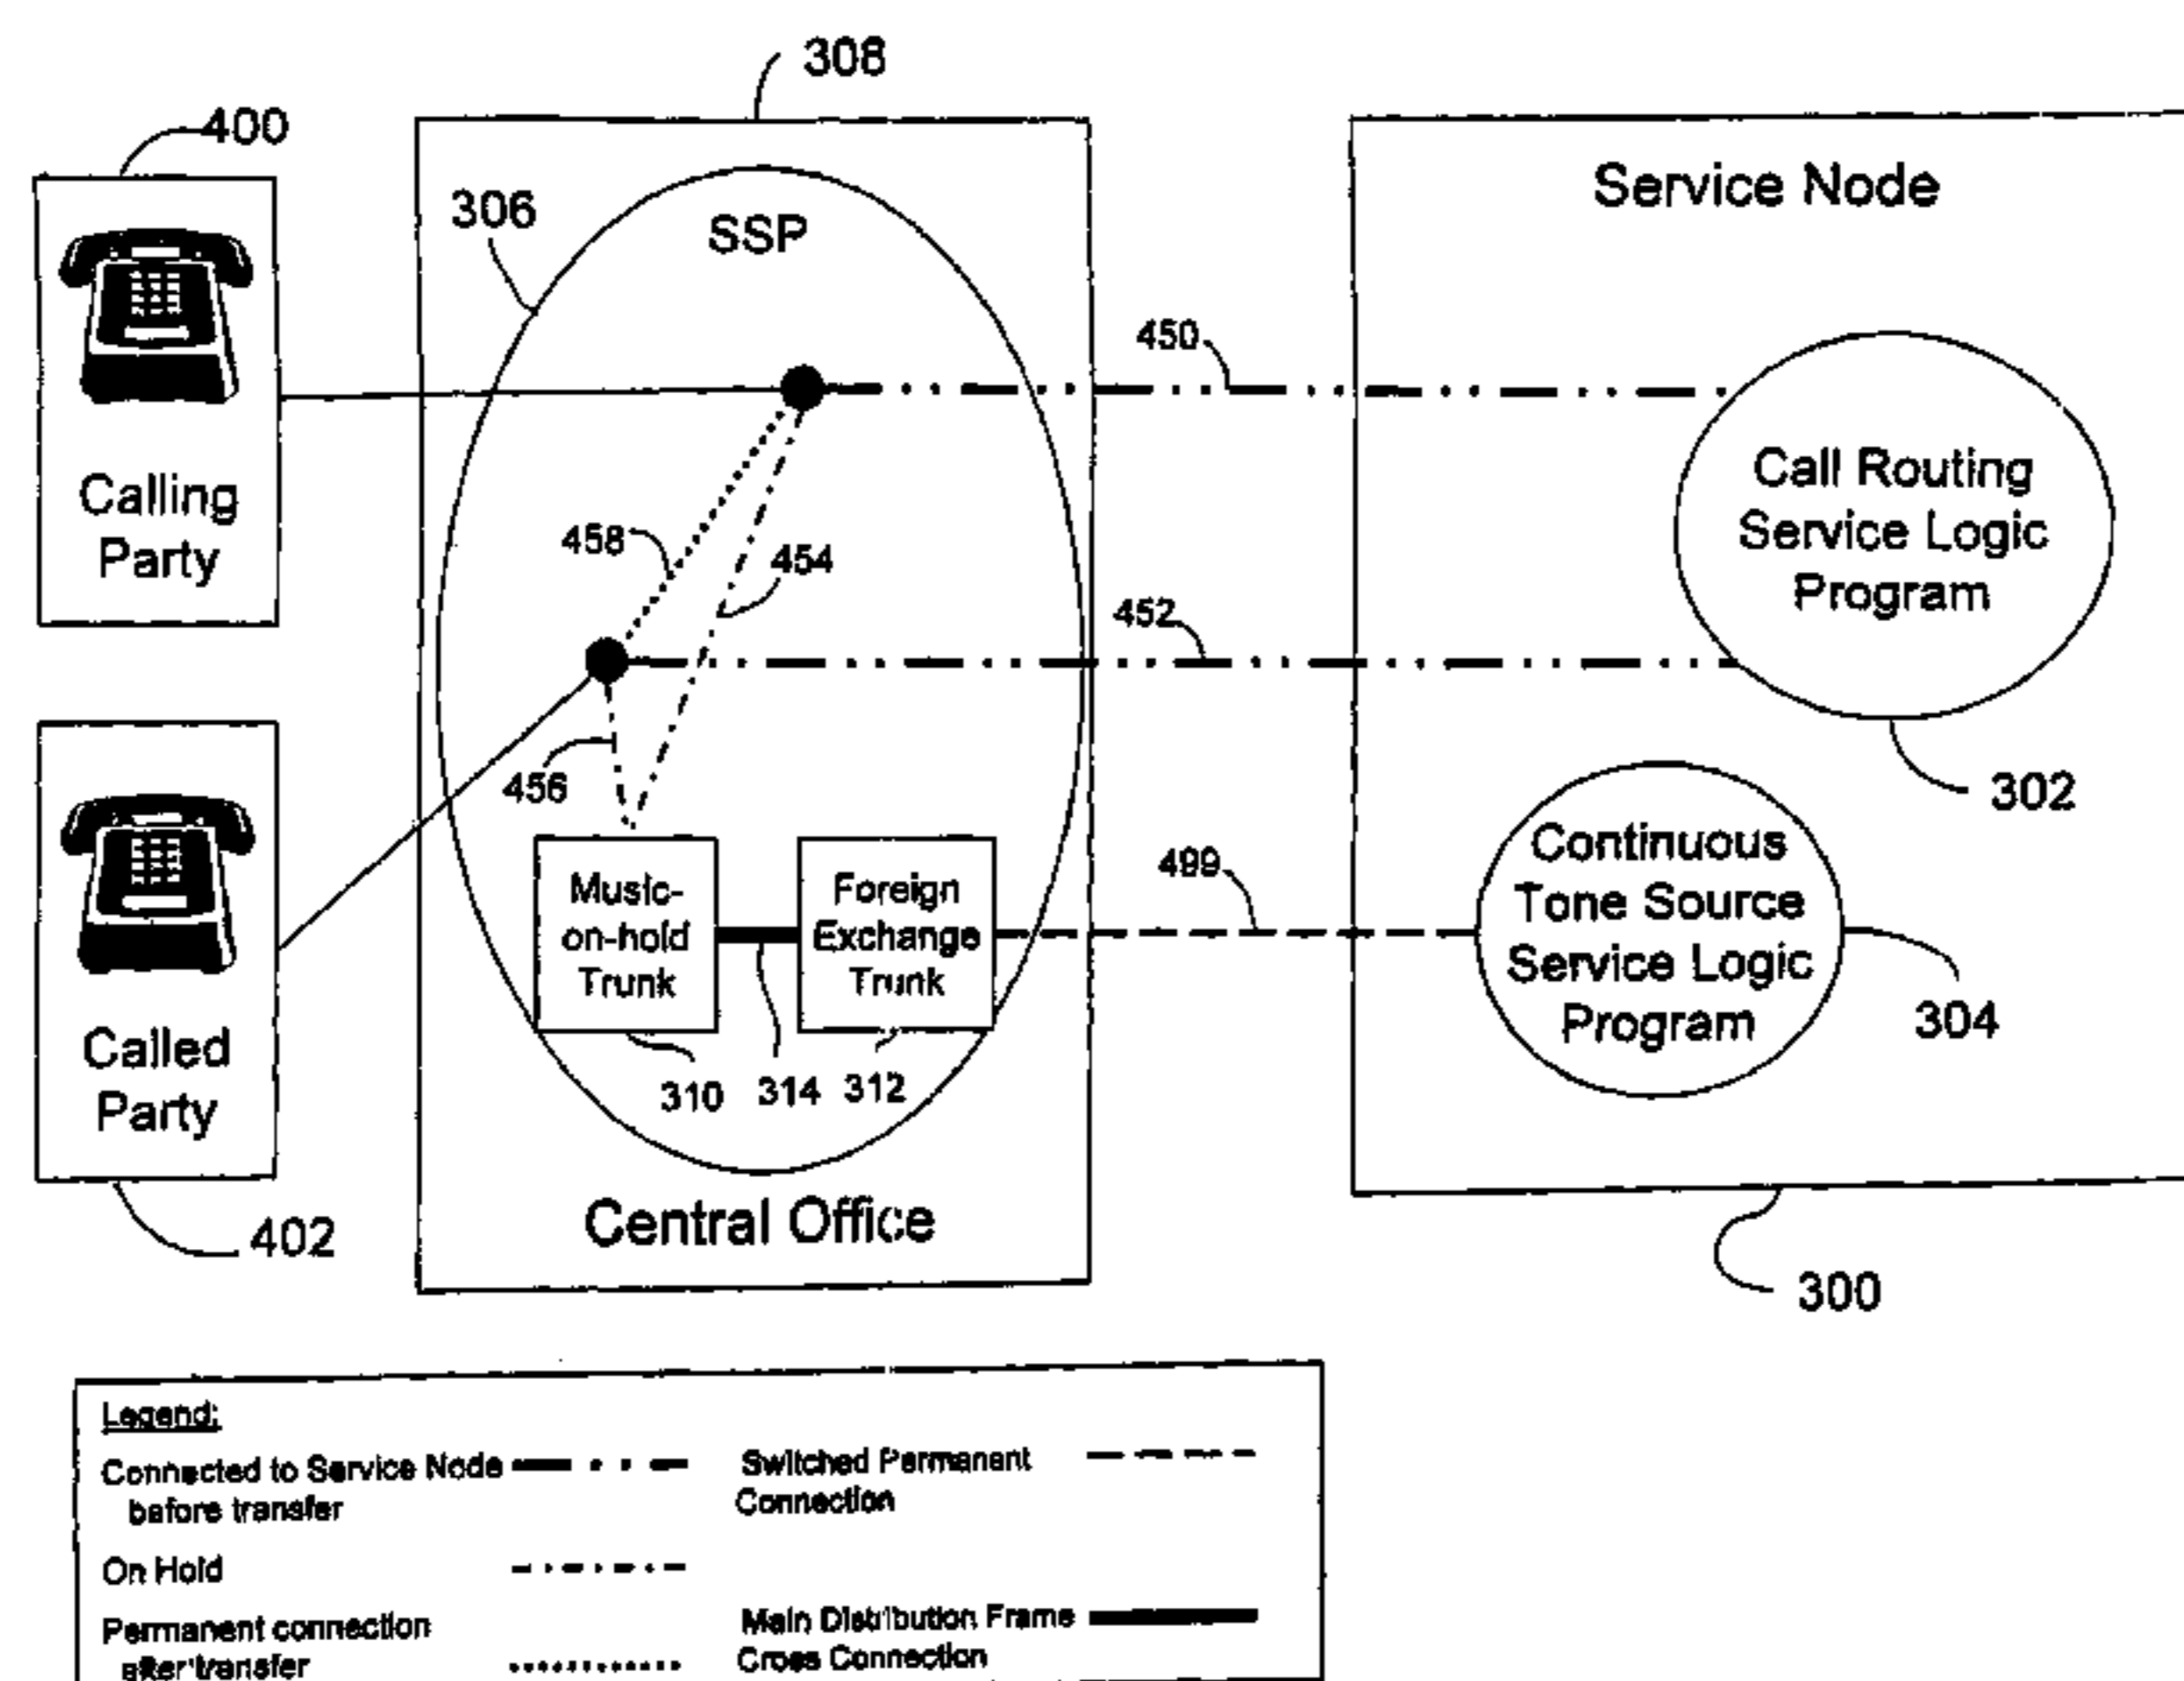 308
400
Service Node
306
SSP
450
Calling
Party
458
454
Call Routing
Service Logic
Program
452
456
302
Music-
on-hold
Trunk
Foreign
Exchange
Trunk
499
Continuous
Tone Source
Service Logic
Program
304
Called
Party
310
314
312
402
Central Office
300
Legend:
Connected to Service Node
before transfer
Switched Permanent
Connection
On Hold
Permanent connection
after transfer
Main Distribution Frame
Cross Connection